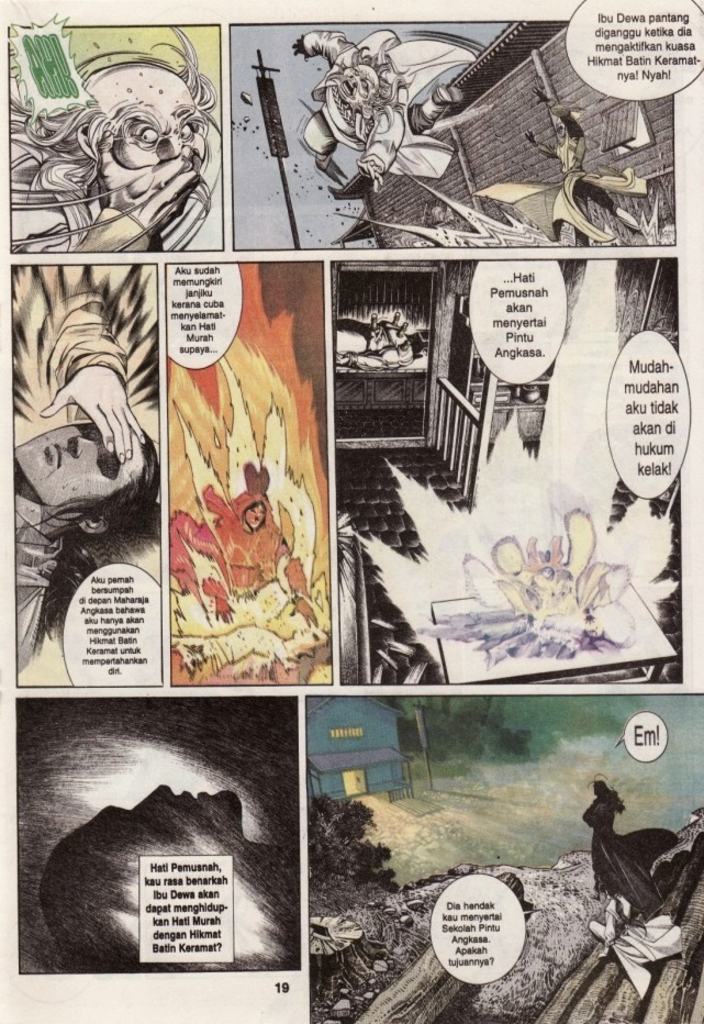 Ibu Dewa pantang
diganggu ketika dia
mengaktifkan kuasa
Hikmat Batin Keramat-
nya! Nyah!
Aku pernah
bersumpah
di depan Maharaja
Angkasa bahawa
aku hanya akan
menggunakan
Hikmat Batin
Keramat untuk
mempertahankan
diri.
Aku sudah
memungkiri
janjiku
kerana cuba
menyelamat-
kan Hati
Murah
supaya...
...Hati
Pemusnah
akan
menyertai
Pintu
Angkasa.
Mudah-
mudahan
aku tidak
akan di
hukum
kelak!
Hati Pemusnah,
kau rasa benarkah
Ibu Dewa akan
dapat menghidup-
kan Hati Murah
dengan Hikmat
Batin Keramat?
Em!
Dia hendak
kau menyertai
Sekolah Pintu
Angkasa.
Apakah
tujuannya?
19